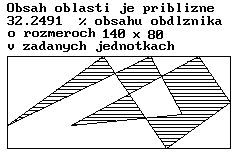 Obsah oblasti je priblizne
32.2491 % obsahu obdlznika
o rozmeroch 140 x 80
v zadanych jednotkach